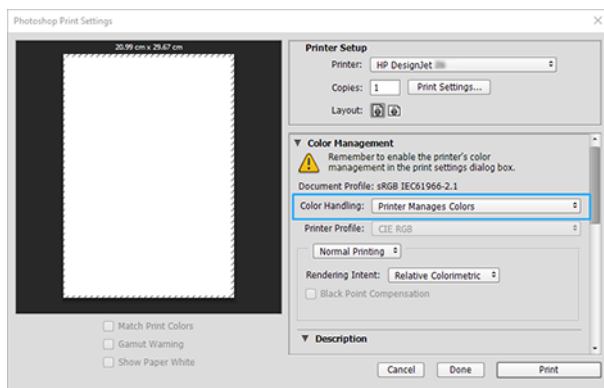 Photoshop Print Settings
20.99 cm x 29.67 cm
Printer Setup
Printer: HP DesignJet
Copies: 1 Print Settings...
Layout:
Color Management
Remember to enable the printer's color
management in the print settings dialog box.
Document Profile: sRGB IEC61966-2.1
Color Handling: Printer Manages Colors
Printer Profile: CIE RGB
Normal Printing
Rendering Intent: Relative Colorimetric
Black Point Compensation
Match Print Colors
Gamut Warning
Show Paper White
Description
Cancel Done Print